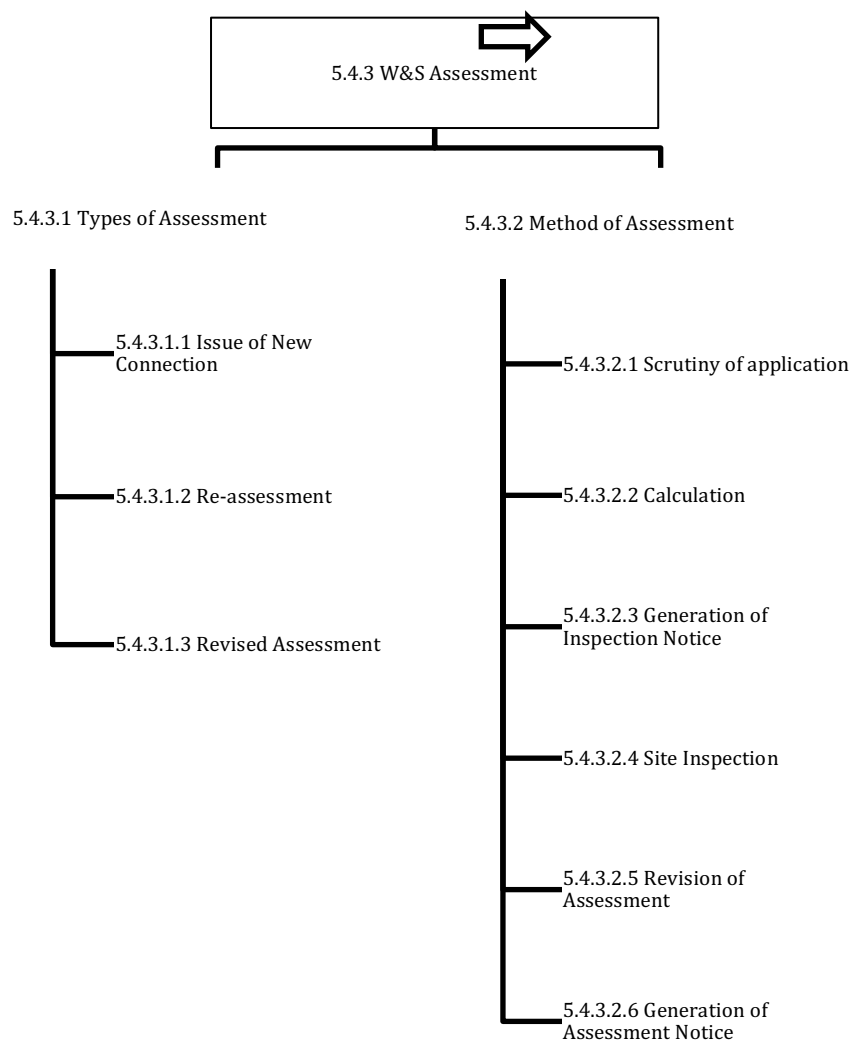 5.4.3 W&S Assessment
5.4.3.1 Types of Assessment
5.4.3.1.1 Issue of New
Connection
5.4.3.1.2 Re-assessment
5.4.3.1.3 Revised Assessment
5.4.3.2 Method of Assessment
5.4.3.2.1 Scrutiny of application
5.4.3.2.2 Calculation
5.4.3.2.3 Generation of
Inspection Notice
5.4.3.2.4 Site Inspection
5.4.3.2.5 Revision of
Assessment
5.4.3.2.6 Generation of
Assessment Notice